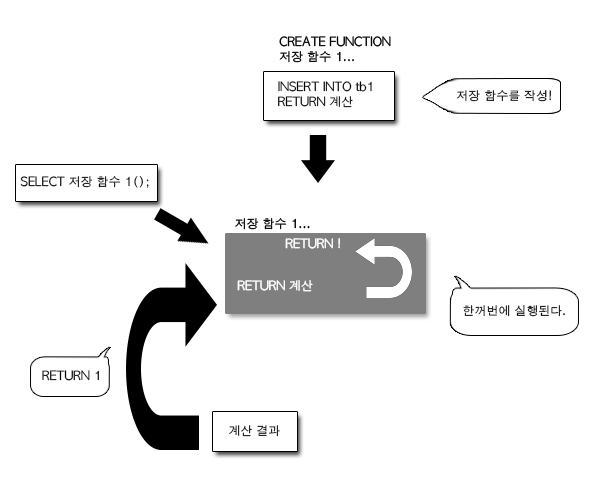 CREATE FUNCTION
저장 함수 1...
INSERT INTO tb1
RETURN 계산
저장 함수를 작성!
SELECT 저장 함수 1();
저장 함수 1...
RETURN !
RETURN 계산
한꺼번에 실행된다.
RETURN 1
계산 결과